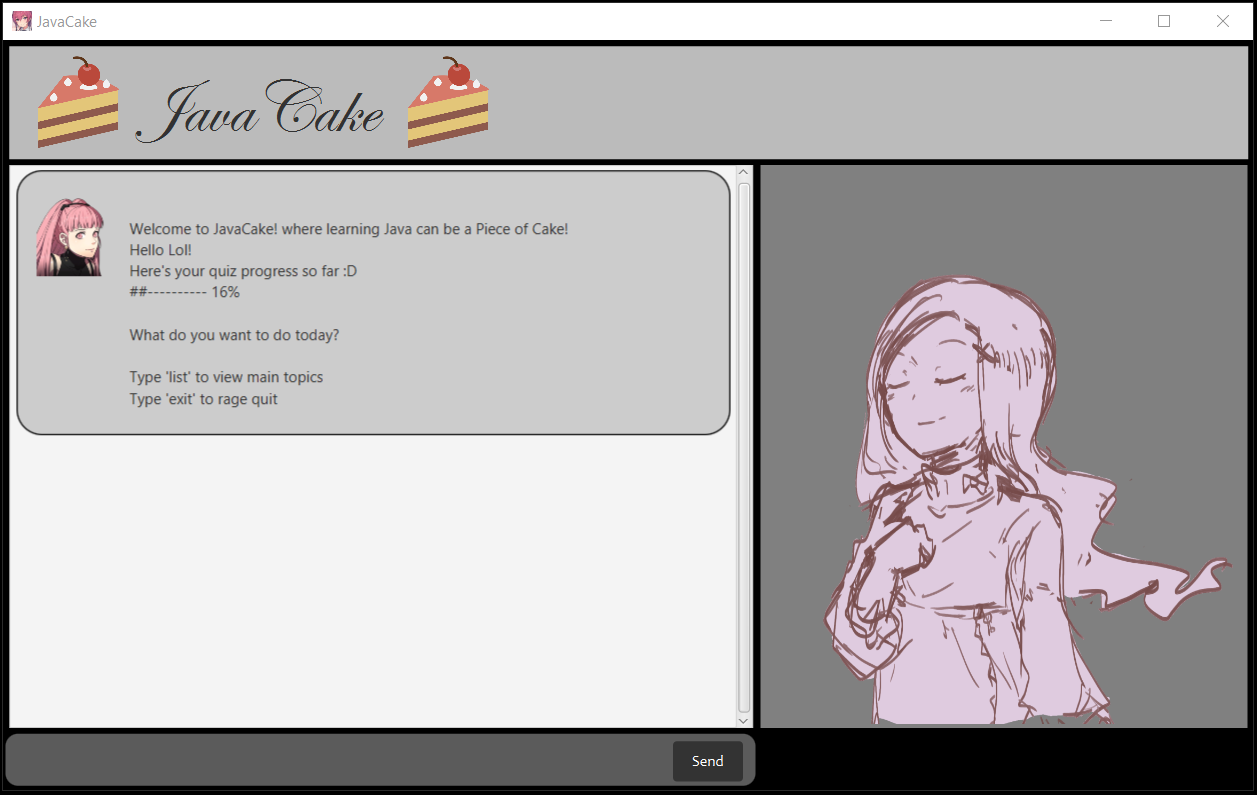 JavaCake
Java Cake
Welcome to JavaCake! where learning Java can be a Piece of Cake!
Hello Lol!
Here's your quiz progress so far :D
##---------- 16%
What do you want to do today?
Type 'list' to view main topics
Type 'exit' to rage quit
Send